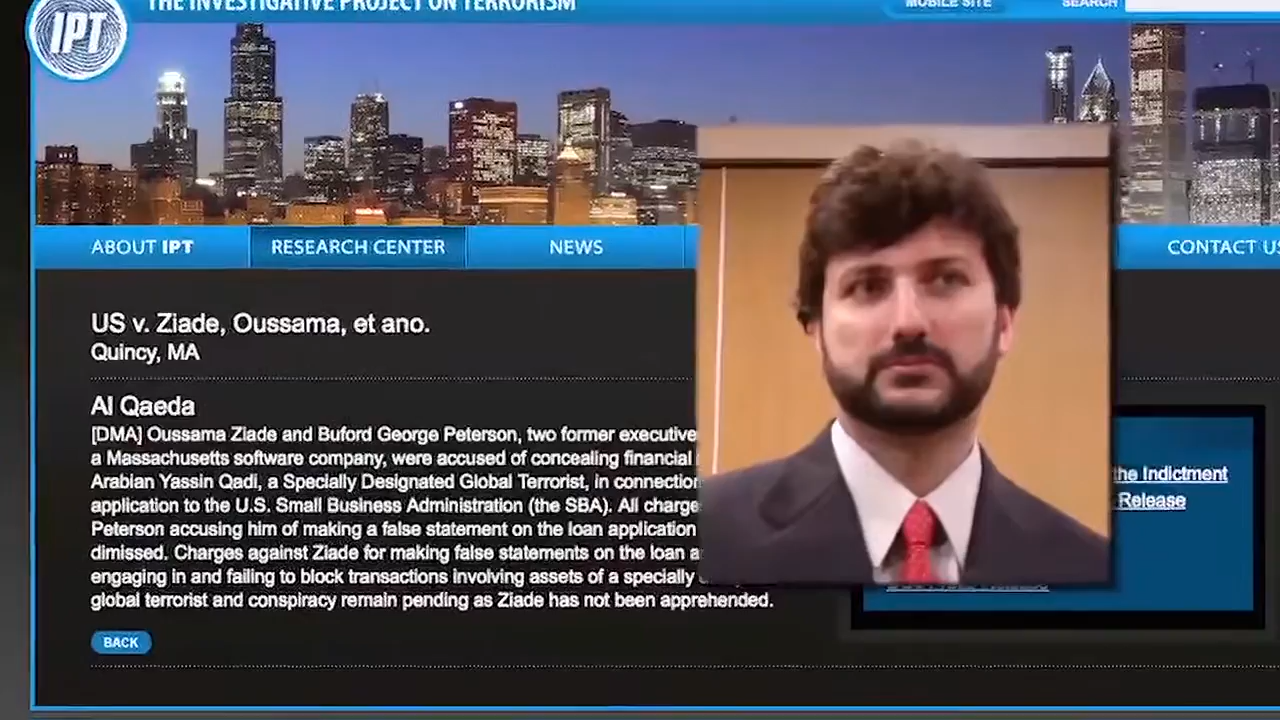 THE INVESTIGATIVE PROJECT ON TERRORISM
MOBILE SITE
SEARCH
IPT
ABOUT IPT
RESEARCH CENTER
NEWS
CONTACT US
US v. Ziade, Oussama, et ano.
Quincy, MA
Al Qaeda
[DMA] Oussama Ziade and Buford George Peterson, two former executive
a Massachusetts software company, were accused of concealing financial
Arabian Yassin Qadi, a Specially Designated Global Terrorist, in connection
application to the U.S. Small Business Administration (the SBA). All charge
Peterson accusing him of making a false statement on the loan application
dimissed. Charges against Ziade for making false statements on the loan a
engaging in and failing to block transactions involving assets of a specially
global terrorist and conspiracy remain pending as Ziade has not been apprehended.
the Indictment
Release
BACK